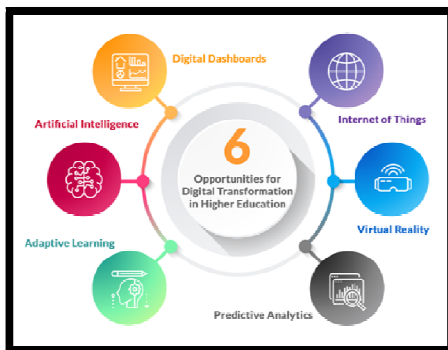 Digital Dashboards
Internet of Things
Artificial Intelligence
6
Opportunities for
Digital Transformation
in Higher Education
Virtual Reality
Adaptive Learning
Predictive Analytics